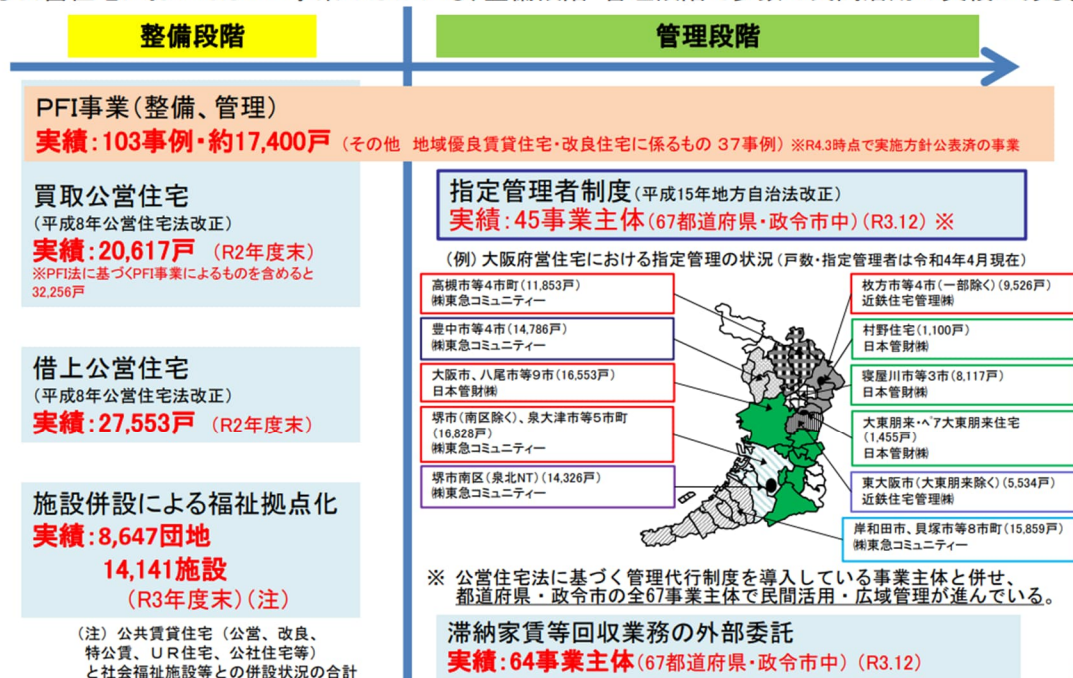 整備段階
管理段階
PFI事業(整備、管理)
実績:103事例・約17,400戸 (その他 地域優良賃貸住宅・改良住宅に係るもの 37事例) ※R4.3時点で実施方針公表済の事業
買取公営住宅
(平成8年公営住宅法改正)
実績:20,617戸 (R2年度末)
※PFI法に基づくPFI事業によるものを含めると
32,256戸
借上公営住宅
(平成8年公営住宅法改正)
実績:27,553戸 (R2年度末)
施設併設による福祉拠点化
実績:8,647団地
14,141施設
(R3年度末)(注)
(注)公共賃貸住宅(公営、改良、
特公賃、UR住宅、公社住宅等)
と社会福祉施設等との併設状況の合計
指定管理者制度(平成15年地方自治法改正)
実績:45事業主体(67都道府県・政令市中)(R3.12) ※
(例)大阪府営住宅における指定管理の状況(戸数・指定管理者は令和4年4月現在)
高槻市等4市町(11,853戸)
㈱東急コミュニティー
豊中市等4市(14,786戸)
㈱東急コミュニティー
大阪市、八尾市等9市(16,553戸)
日本管財㈱
堺市(南区除く)、泉大津市等5市町
(16,828戸)
㈱東急コミュニティー
堺市南区(泉北NT)(14,326戸)
㈱東急コミュニティー
枚方市等4市(一部除く)(9,526戸)
近鉄住宅管理㈱
村野住宅(1,100戸)
日本管財㈱
寝屋川市等3市(8,117戸)
日本管財㈱
大東朋来・ペア大東朋来住宅
(1,455戸)
日本管財㈱
東大阪市(大東朋来除く)(5,534戸)
近鉄住宅管理㈱
岸和田市、貝塚市等8市町(15,859戸)
㈱東急コミュニティー
※ 公営住宅法に基づく管理代行制度を導入している事業主体と併せ、
都道府県・政令市の全67事業主体で民間活用・広域管理が進んでいる。
滞納家賃等回収業務の外部委託
実績:64事業主体(67都道府県・政令市中)(R3.12)